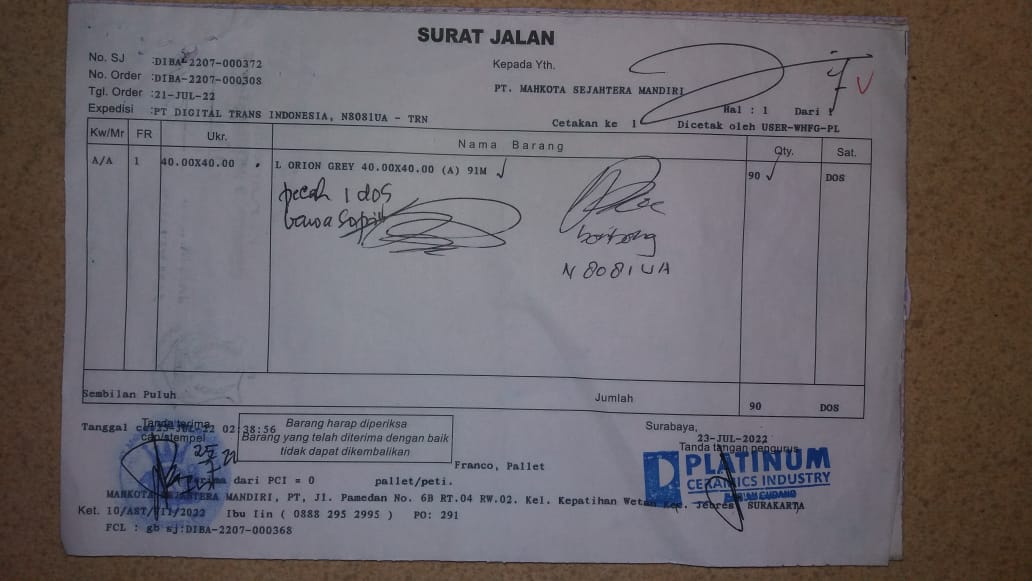 SURAT JALAN
No. SJ :DIBA-2207-000372
Kepada Yth.
No. Order :DIBA-2207-000308
PT. MAHKOTA SEJAHTERA MANDIRI
Tgl. Order :21-JUL-22
Hal : 1 Dari 1
V
Expedisi :PT DIGITAL TRANS INDONESIA, N8081UA - TRN
Cetakan ke 1 Dicetak oleh USER-WHFG-PL
Kw/Mr FR Ukr. Nama Barang Qty. Sat.
A/A 1 40.00X40.00 . L ORION GREY 40.00X40.00 (A) 91M 90 DOS
pecah 1 dos
bawa
N 8081 UA
Sembilan Puluh Jumlah 90 DOS
Tanda terima
cap/stempel
Tanggal 23-JUL-22 02:38:56
Barang harap diperiksa
Barang yang telah diterima dengan baik
tidak dapat dikembalikan
Surabaya,
23-JUL-2022
Tanda tangan pengurus
PLATINUM
CERAMICS INDUSTRY
Franco, Pallet
dari PCI = 0 pallet/peti.
MAHKOTA SEJAHTERA MANDIRI, PT, Jl. Pamedan No. 6B RT.04 RW.02. Kel. Kepatihan Wetan Kec. Jebres SURAKARTA
Ket. 10/AST/VII/2022 Ibu Iin ( 0888 295 2995 ) PO: 291
FCL : gb sj:DIBA-2207-000368